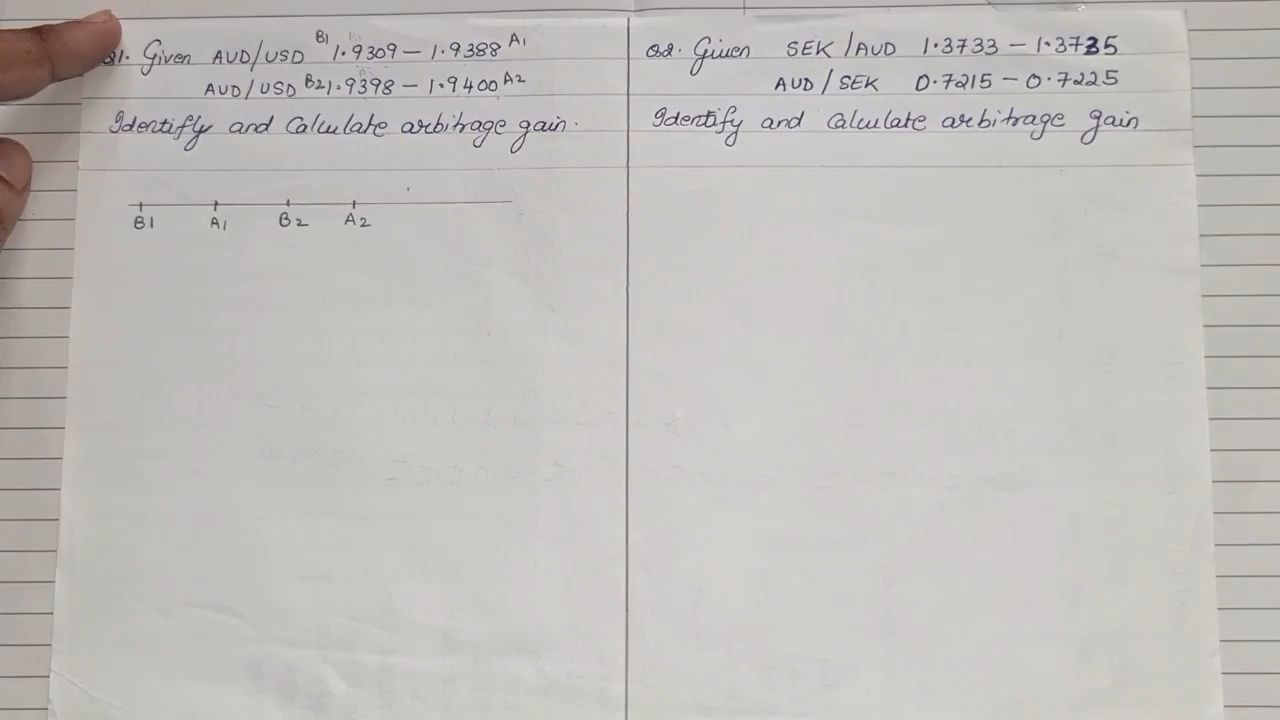 Q1. Given AUD/USD B1 1.9309 - 1.9388 A1
AUD/USD B2 1.9398 - 1.9400 A2
Identifly and Calculate arbitrage gain.
B1 A1 B2 A2
Q2. Given SEK/AUD 1.3733 - 1.3735
AUD/SEK 0.7215 - 0.7225
Identify and Calculate arbitrage gain